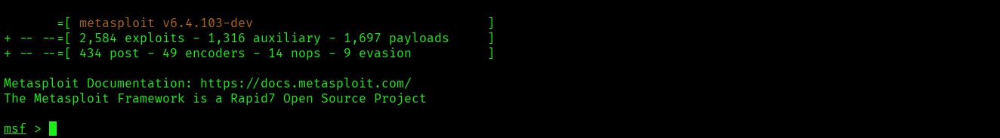 =[ metasploit v6.4.103-dev ]
+ -- --=[ 2,584 exploits - 1,316 auxiliary - 1,697 payloads ]
+ -- --=[ 434 post - 49 encoders - 14 nops - 9 evasion ]
Metasploit Documentation: https://docs.metasploit.com/
The Metasploit Framework is a Rapid7 Open Source Project
msf >